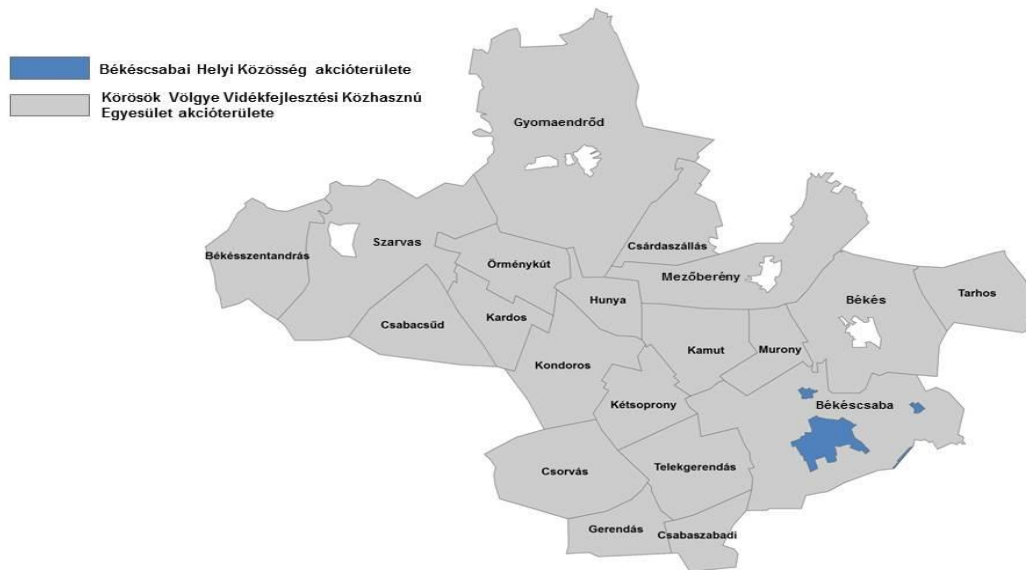 Békéscsabai Helyi Közösség akcióterülete
Körösök Völgye Vidékfejlesztési Közhasznú
Egyesület akcióterülete
Gyomaendrőd
Szarvas
Csárdaszállás
Békésszentandrás
Örménykút
Mezőberény
Hunya
Békés
Tarhos
Kardos
Csabacsűd
Kamut
Murony
Kondoros
Kétsoprony
Békéscsaba
Csorvás
Telekgerendás
Gerendás
Csabaszabadi